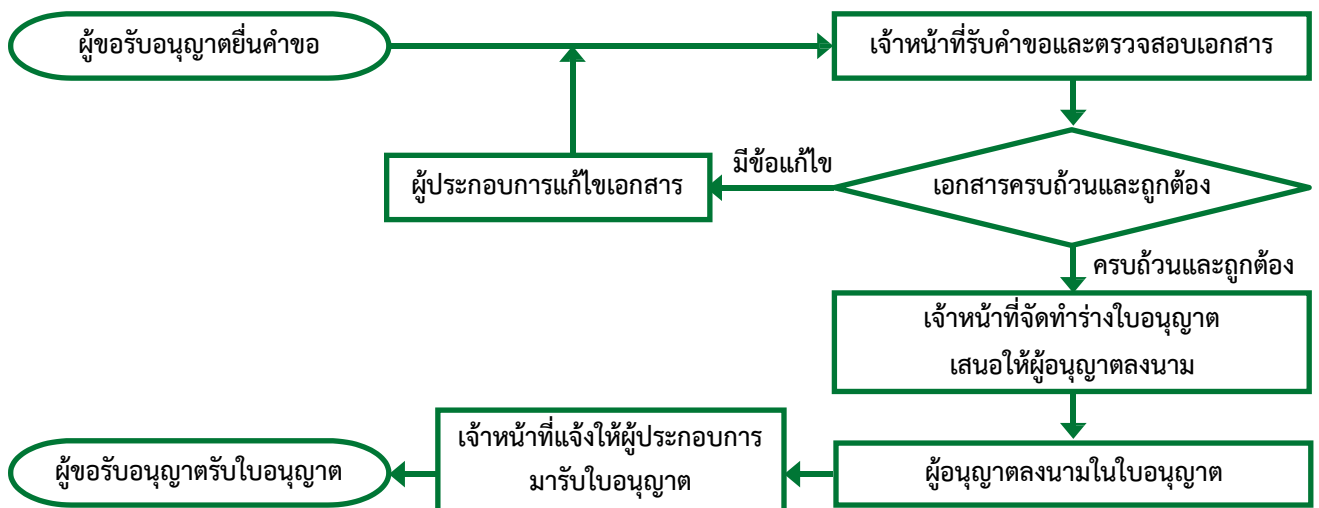 ผู้ขอรับอนุญาตยื่นคำขอ
เจ้าหน้าที่รับคำขอและตรวจสอบเอกสาร
มีข้อแก้ไข
ผู้ประกอบการแก้ไขเอกสาร
เอกสารครบถ้วนและถูกต้อง
ครบถ้วนและถูกต้อง
เจ้าหน้าที่จัดทำร่างใบอนุญาต
เสนอให้ผู้อนุญาตลงนาม
ผู้อนุญาตลงนามในใบอนุญาต
เจ้าหน้าที่แจ้งให้ผู้ประกอบการ
มารับใบอนุญาต
ผู้ขอรับอนุญาตรับใบอนุญาต